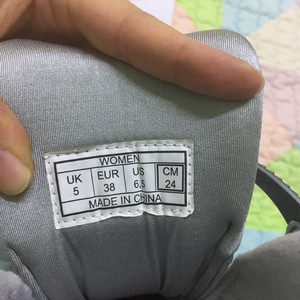 WOMEN
UK EUR US CM
5 38 6.5 24
MADE IN CHINA